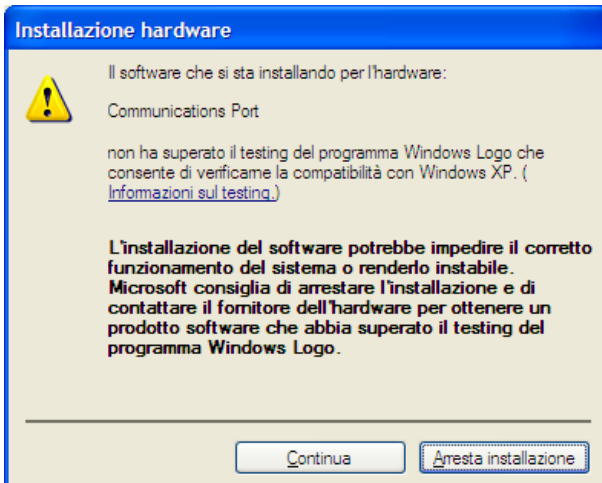 Installazione hardware
Il software che si sta installando per l'hardware:
Communications Port
non ha superato il testing del programma Windows Logo che
consente di verificarne la compatibilità con Windows XP. (
Informazioni sul testing.)
L'installazione del software potrebbe impedire il corretto
funzionamento del sistema o renderlo instabile.
Microsoft consiglia di arrestare l'installazione e di
contattare il fornitore dell'hardware per ottenere un
prodotto software che abbia superato il testing del
programma Windows Logo.
Continua
Arresta installazione